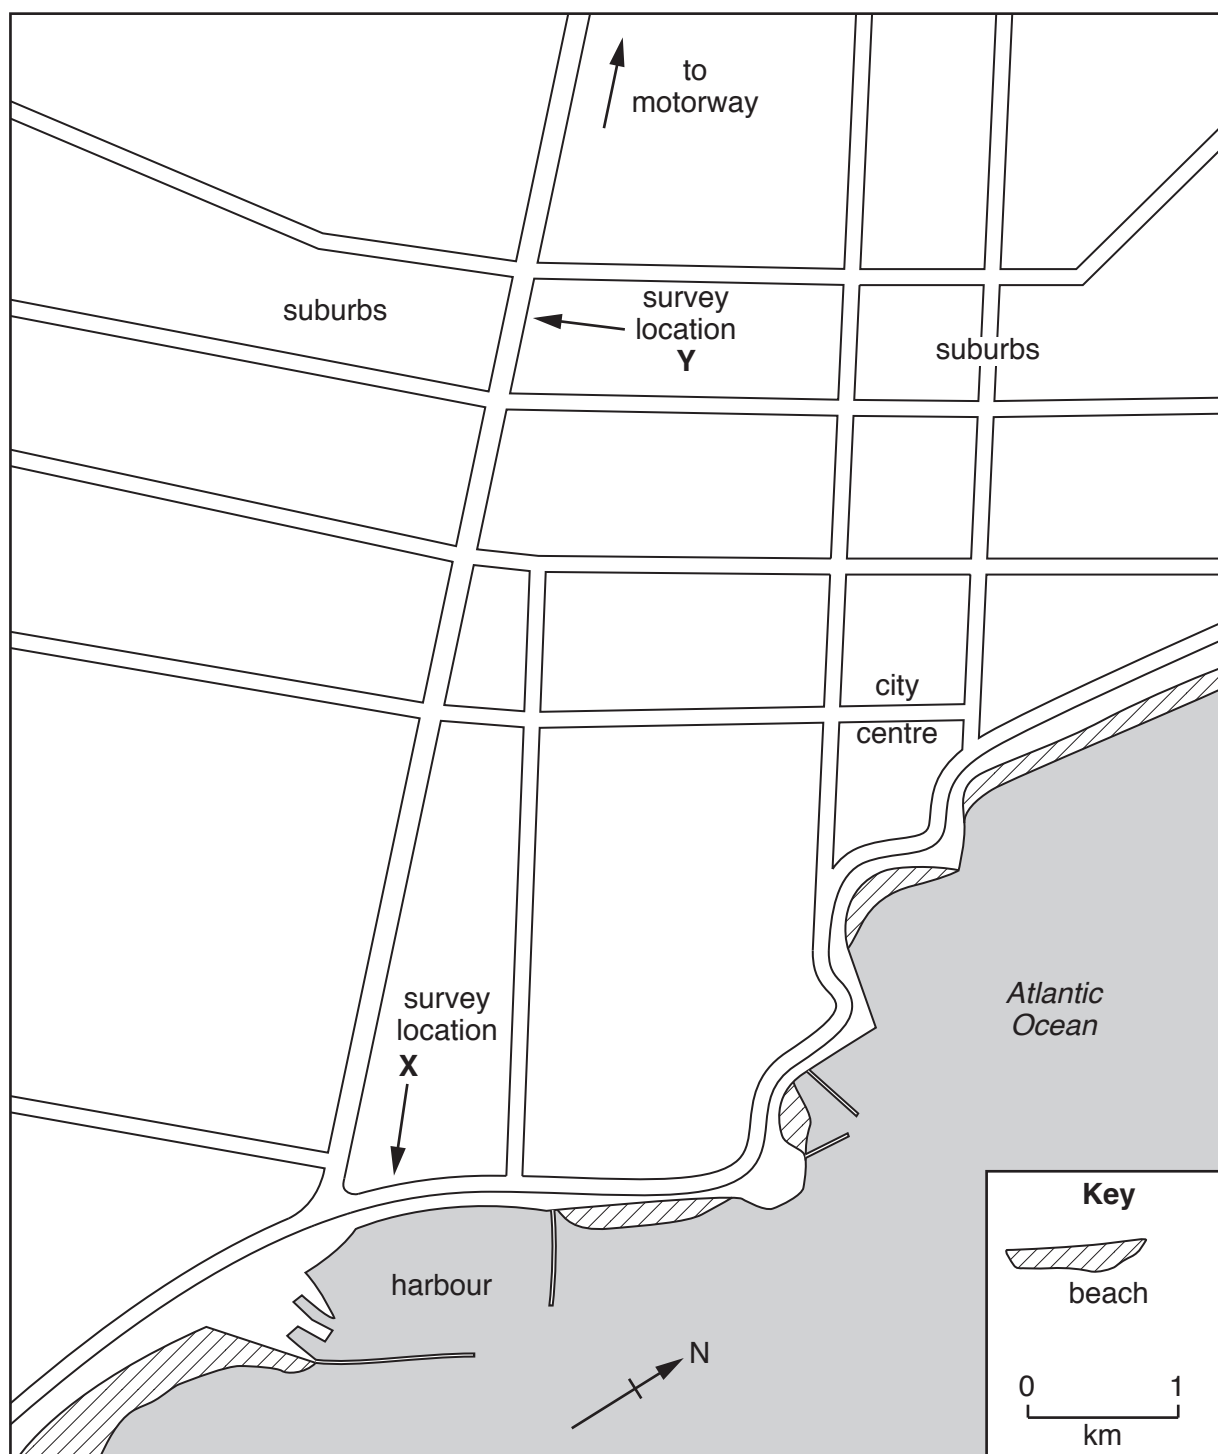 to
motorway
suburbs
survey
location
Y
suburbs
city
centre
survey
location
X
Atlantic
Ocean
harbour
N
Key
beach
0 1
km